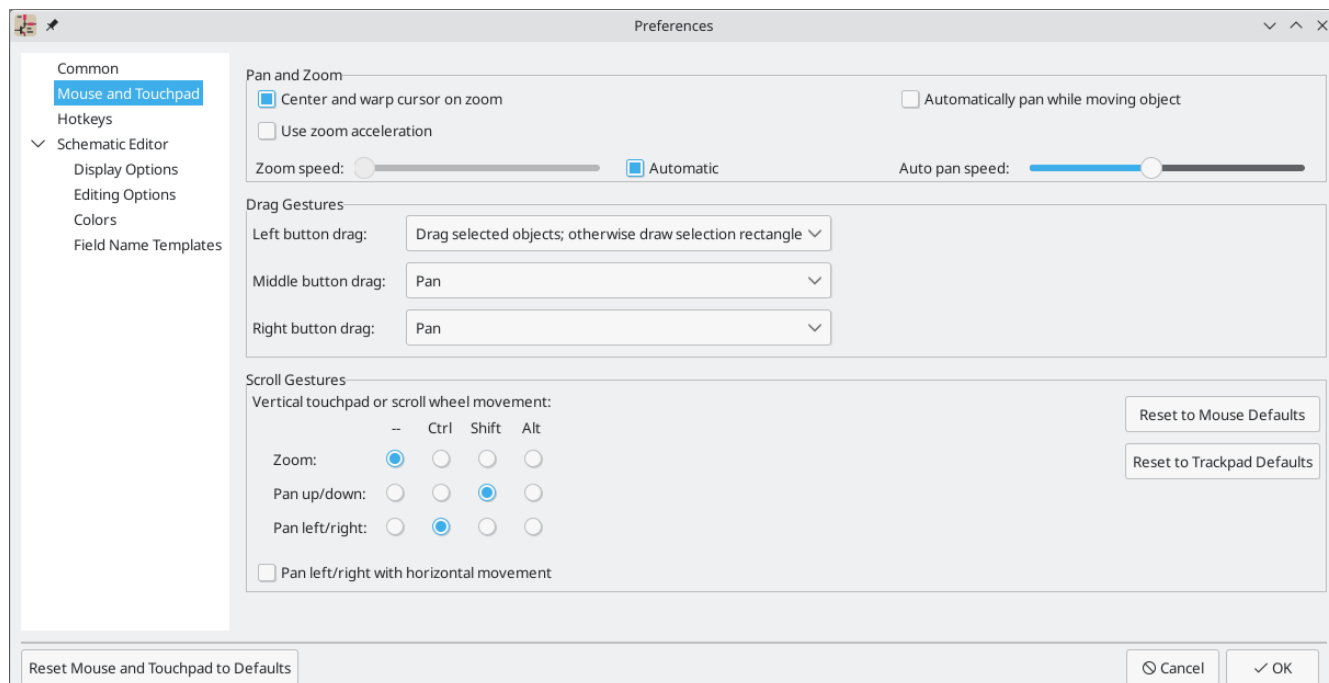 Preferences
Common
Mouse and Touchpad
Hotkeys
Schematic Editor
Display Options
Editing Options
Colors
Field Name Templates
Pan and Zoom
Center and warp cursor on zoom
Automatically pan while moving object
Use zoom acceleration
Zoom speed:
Automatic
Auto pan speed:
Drag Gestures
Left button drag: Drag selected objects; otherwise draw selection rectangle
Middle button drag: Pan
Right button drag: Pan
Scroll Gestures
Vertical touchpad or scroll wheel movement:
-- Ctrl Shift Alt
Zoom:
Pan up/down:
Pan left/right:
Pan left/right with horizontal movement
Reset to Mouse Defaults
Reset to Trackpad Defaults
Reset Mouse and Touchpad to Defaults
Cancel
OK